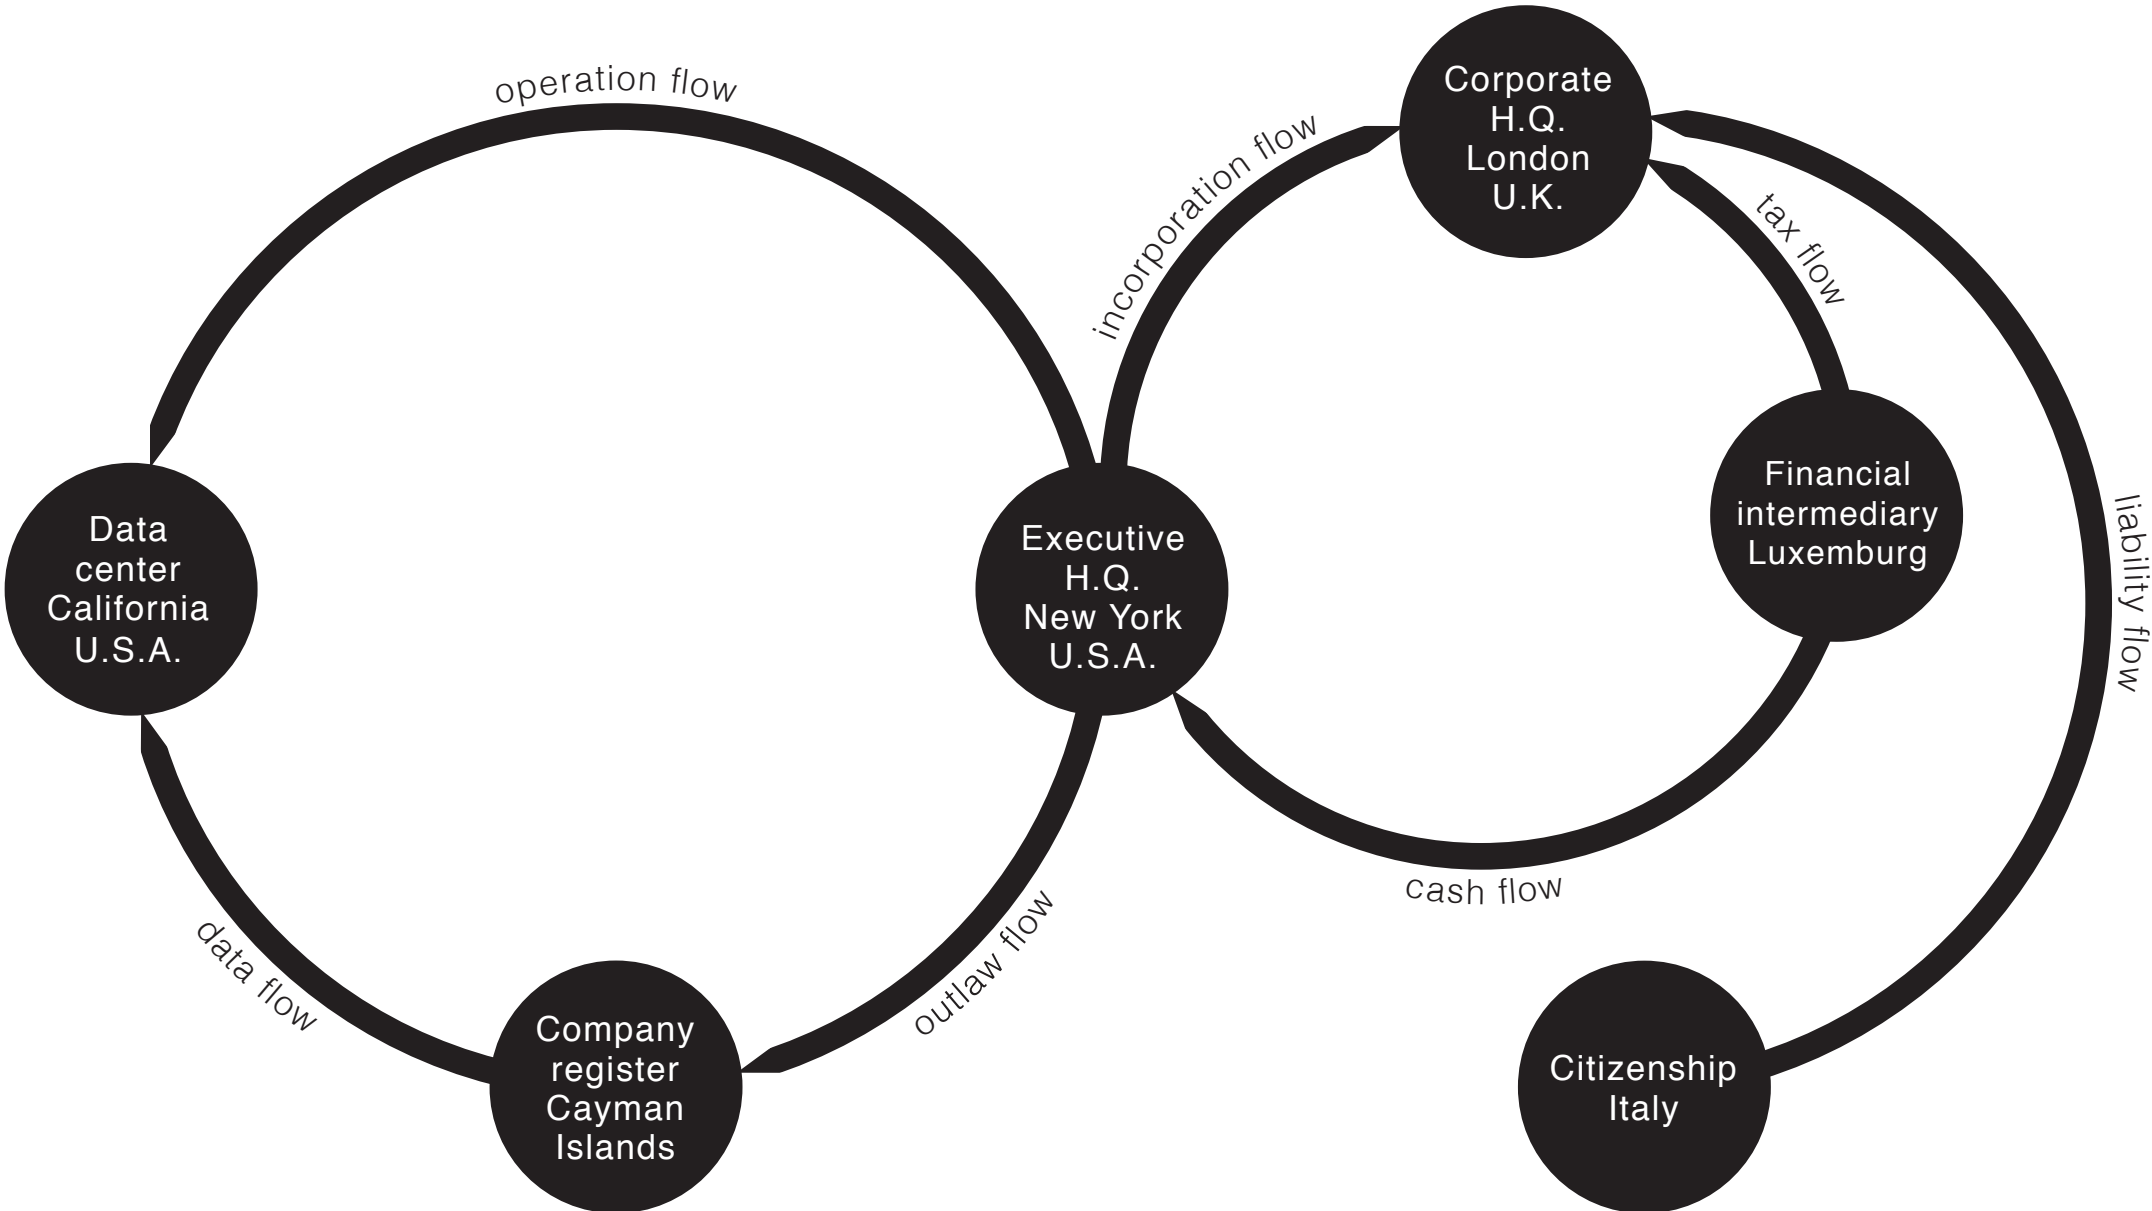 operation flow
Corporate
H.Q.
London
U.K.
incorporation flow
tax flow
Data
center
California
U.S.A.
Executive
H.Q.
New York
U.S.A.
Financial
intermediary
Luxemburg
liability flow
cash flow
data flow
outlaw flow
Company
register
Cayman
Islands
Citizenship
Italy